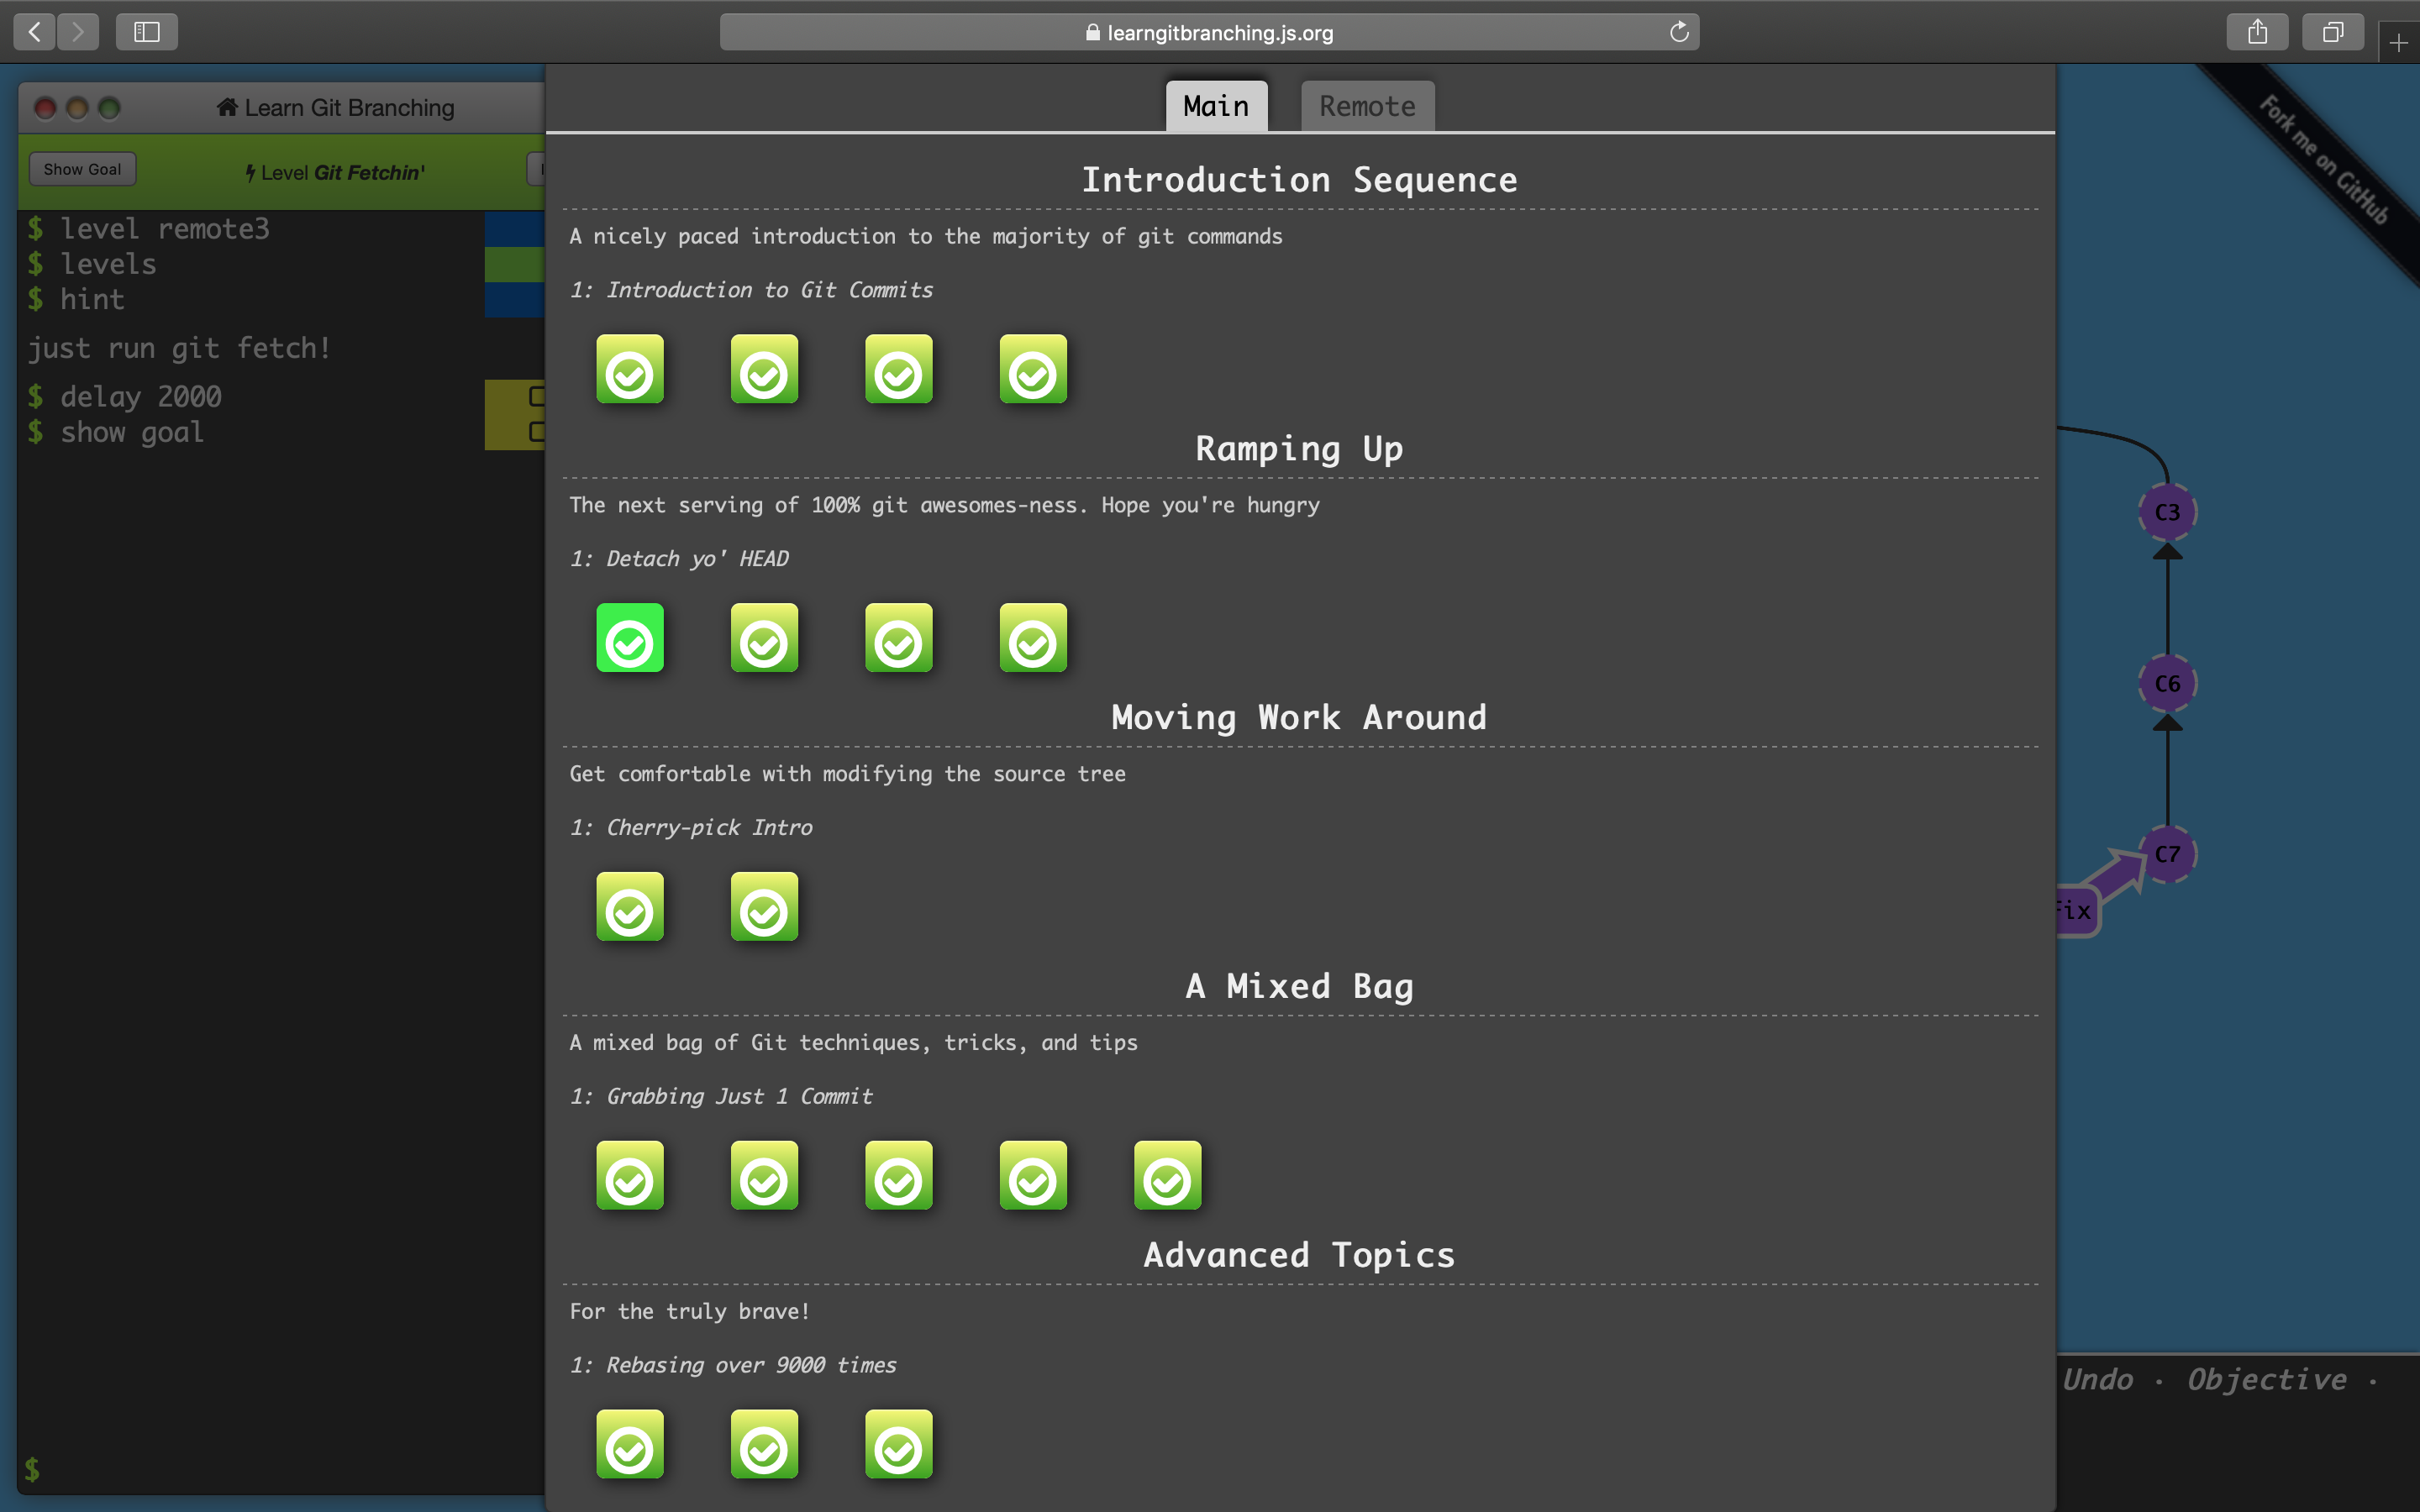 learngitbranching.js.org
Learn Git Branching
Show Goal
Level Git Fetchin'
$ level remote3
$ levels
$ hint
just run git fetch!
$ delay 2000
$ show goal
$
Main
Remote
Introduction Sequence
A nicely paced introduction to the majority of git commands
1: Introduction to Git Commits
Ramping Up
The next serving of 100% git awesomes-ness. Hope you're hungry
1: Detach yo' HEAD
Moving Work Around
Get comfortable with modifying the source tree
1: Cherry-pick Intro
A Mixed Bag
A mixed bag of Git techniques, tricks, and tips
1: Grabbing Just 1 Commit
Advanced Topics
For the truly brave!
1: Rebasing over 9000 times
Fork me on GitHub
C3
C6
C7
Undo · Objective ·